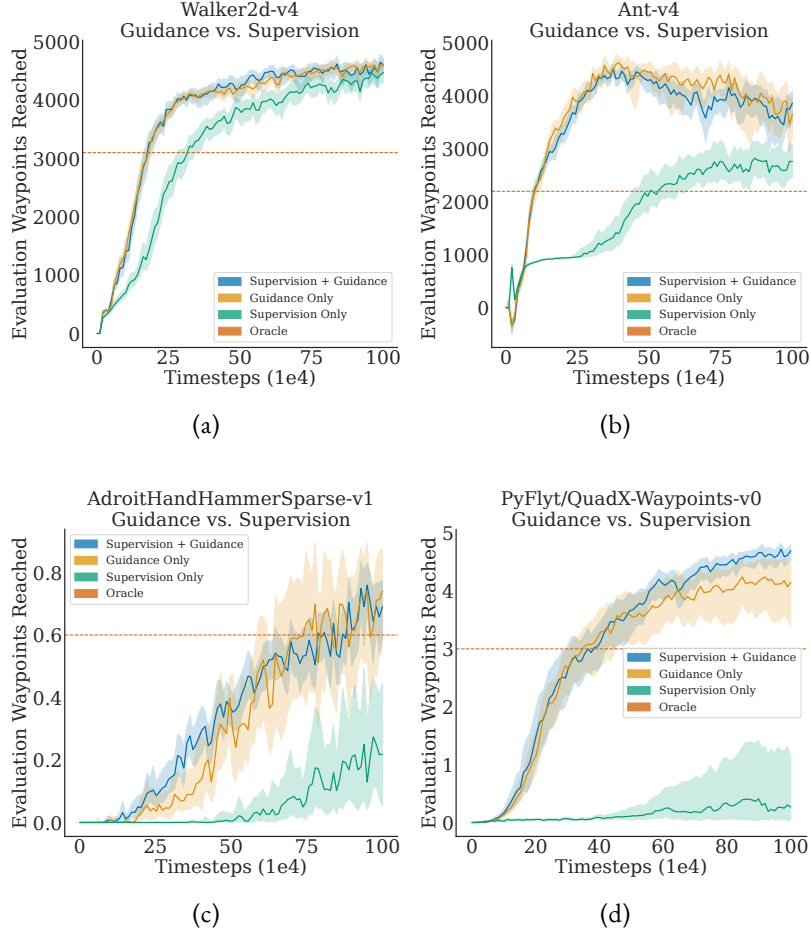 Walker2d-v4
Guidance vs. Supervision
Evaluation Waypoints Reached
5000
4000
3000
2000
1000
0
Supervision + Guidance
Guidance Only
Supervision Only
Oracle
0
25
50
75
100
Timesteps (1e4)
(a)
Ant-v4
Guidance vs. Supervision
Evaluation Waypoints Reached
5000
4000
3000
2000
1000
0
Supervision + Guidance
Guidance Only
Supervision Only
Oracle
0
25
50
75
100
Timesteps (1e4)
(b)
AdroitHandHammerSparse-v1
Guidance vs. Supervision
Evaluation Waypoints Reached
0.8
0.6
0.4
0.2
0.0
Supervision + Guidance
Guidance Only
Supervision Only
Oracle
0
25
50
75
100
Timesteps (1e4)
(c)
PyFlyt/QuadX-Waypoints-v0
Guidance vs. Supervision
Evaluation Waypoints Reached
5
4
3
2
1
0
Supervision + Guidance
Guidance Only
Supervision Only
Oracle
0
20
40
60
80
100
Timesteps (1e4)
(d)